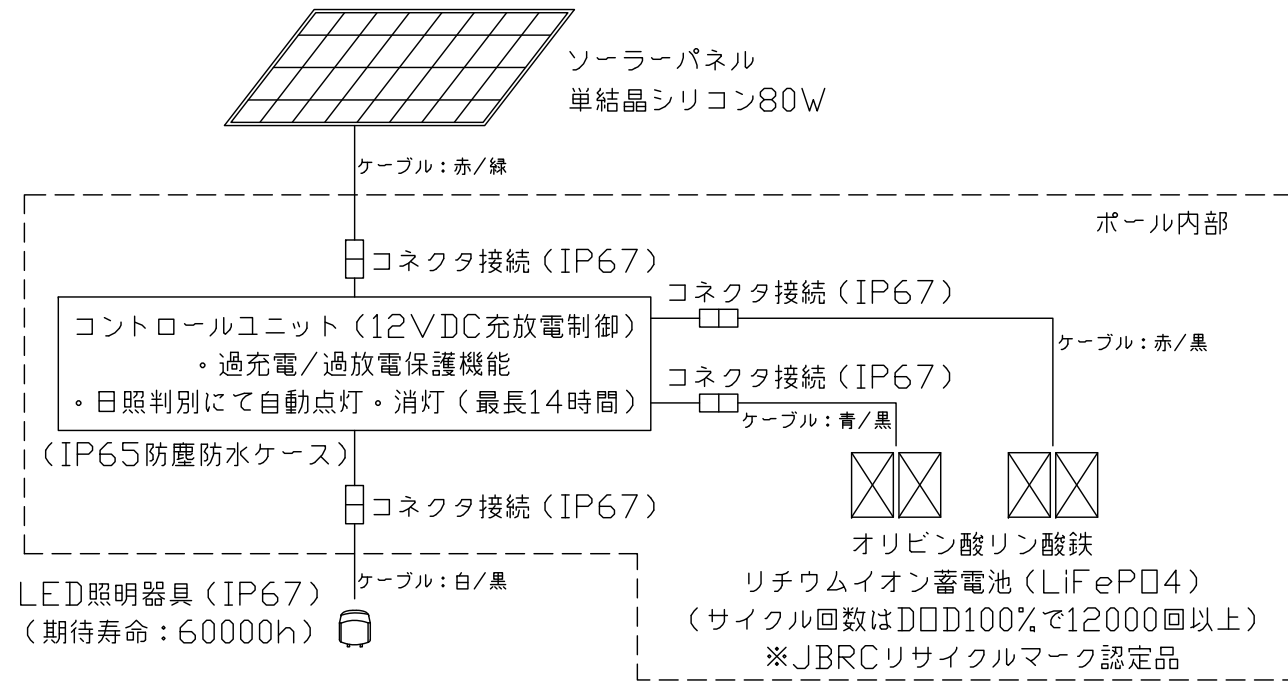 ソーラーパネル
単結晶シリコン80W
ケーブル：赤/緑
ポール内部
コネクタ接続（IP67）
コネクタ接続（IP67）
コントロールユニット（12VDC充放電制御）
・過充電/過放電保護機能
・日照判別にて自動点灯・消灯（最長14時間）
ケーブル：赤/黒
コネクタ接続（IP67）
ケーブル：青/黒
（IP65防塵防水ケース）
コネクタ接続（IP67）
オリビン酸リン酸鉄
リチウムイオン蓄電池（LiFePO4）
（サイクル回数はDOD100%で12000回以上）
※JBRCリサイクルマーク認定品
ケーブル：白/黒
LED照明器具（IP67）
（期待寿命：60000h）